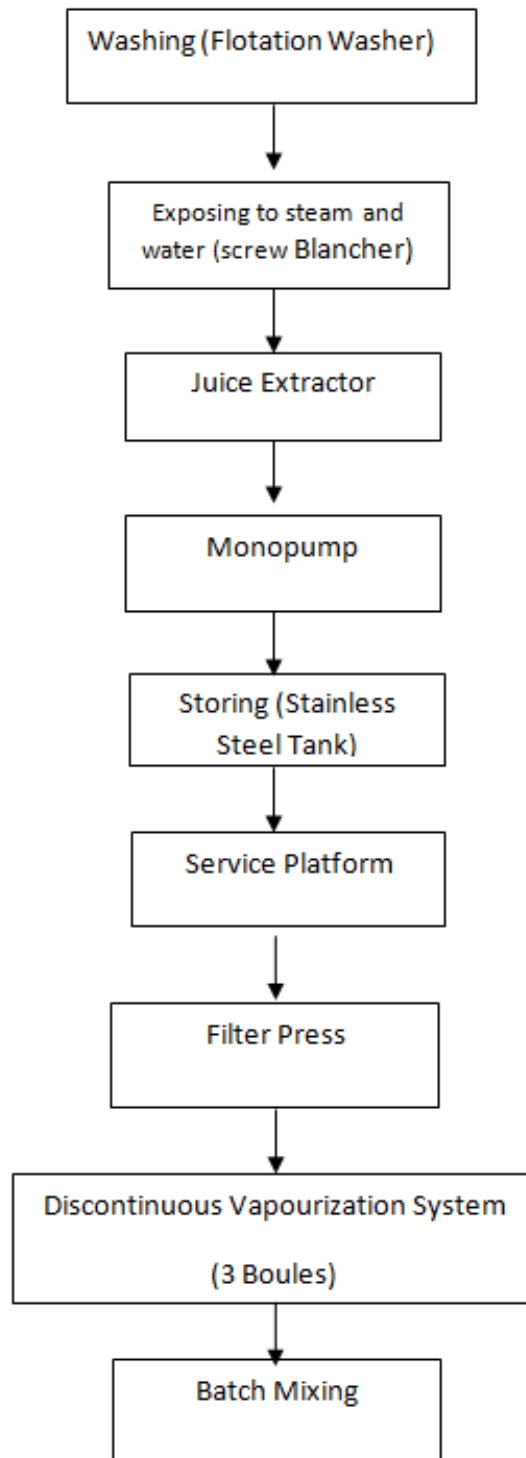 Washing (Flotation Washer)
Exposing to steam and
water (screw Blancher)
Juice Extractor
Monopump
Storing (Stainless
Steel Tank)
Service Platform
Filter Press
Discontinuous Vapourization System
(3 Boules)
Batch Mixing